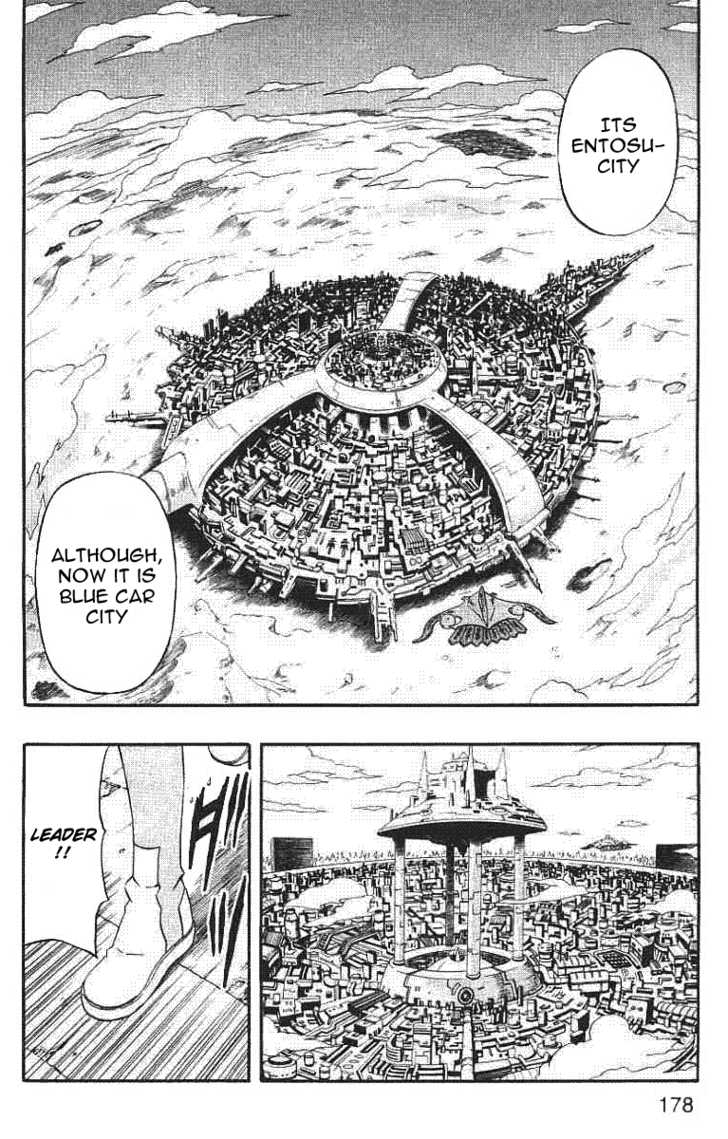 ITS
ENTOSU-
CITY
ALTHOUGH,
NOW IT IS
BLUE CAR
CITY
LEADER
!!
178